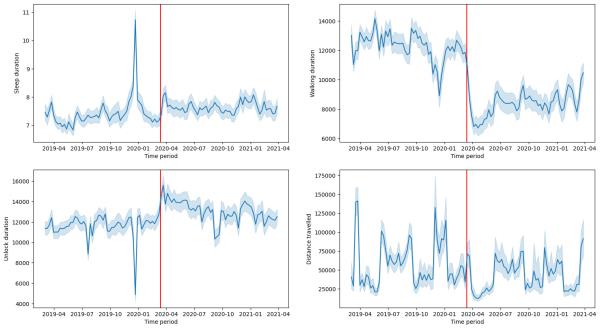 11
10
9
8
7
Sleep duration
2019-04 2019-07 2019-10 2020-01 2020-04 2020-07 2020-10 2021-01 2021-04
Time period
14000
12000
10000
8000
6000
Walking duration
2019-04 2019-07 2019-10 2020-01 2020-04 2020-07 2020-10 2021-01 2021-04
Time period
16000
14000
12000
10000
8000
6000
4000
Unlock duration
2019-04 2019-07 2019-10 2020-01 2020-04 2020-07 2020-10 2021-01 2021-04
Time period
175000
150000
125000
100000
75000
50000
25000
Distance travelled
2019-04 2019-07 2019-10 2020-01 2020-04 2020-07 2020-10 2021-01 2021-04
Time period